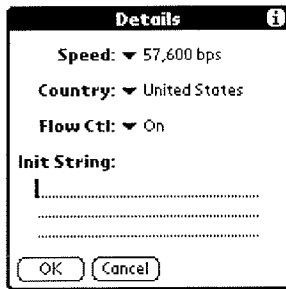 Details
Speed: 57,600 bps
Country: United States
Flow Ctl: On
Init String:
OK Cancel